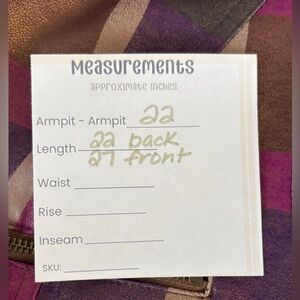 Measurements
approximate inches
Armpit - Armpit 22
Length 22 back
27 front
Waist
Rise
Inseam
SKU: